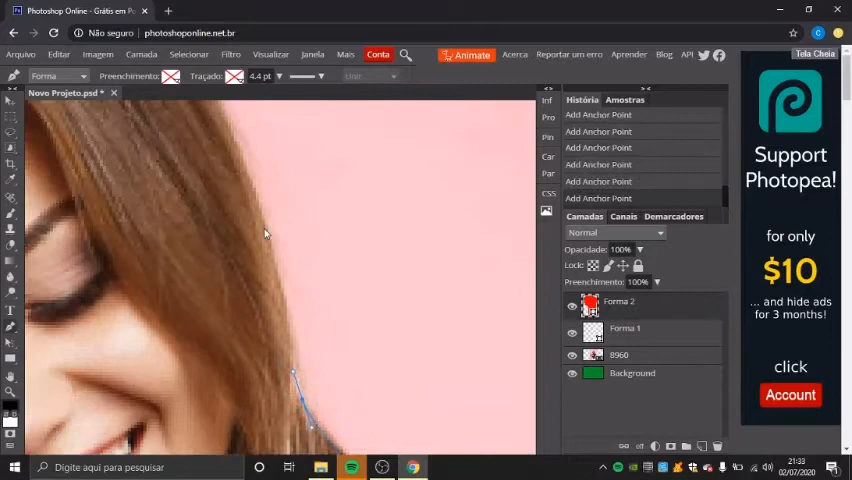 Photoshop Online - Grátis em Po
Não seguro
photoshoponline.net.br
Arquivo Editar Imagem Camada Selecionar Filtro Visualizar Janela Mais Conta Animate Acerca Reportar um erro Aprender Blog API
Tela Cheia
Forma Preenchimento: Traçado: 4.4 pt Unir
Novo Projeto.psd *
Inf
Pro
Pin
Car
Par
CSS
História Amostras
Add Anchor Point
Add Anchor Point
Add Anchor Point
Add Anchor Point
Add Anchor Point
Add Anchor Point
Camadas Canais Demarcadores
Normal
Opacidade: 100%
Lock:
Preenchimento: 100%
Forma 2
Forma 1
8960
Background
off
Support
Photopea!
for only
$10
... and hide ads
for 3 months!
click
Account
Digite aqui para pesquisar
21:33
02/07/2020